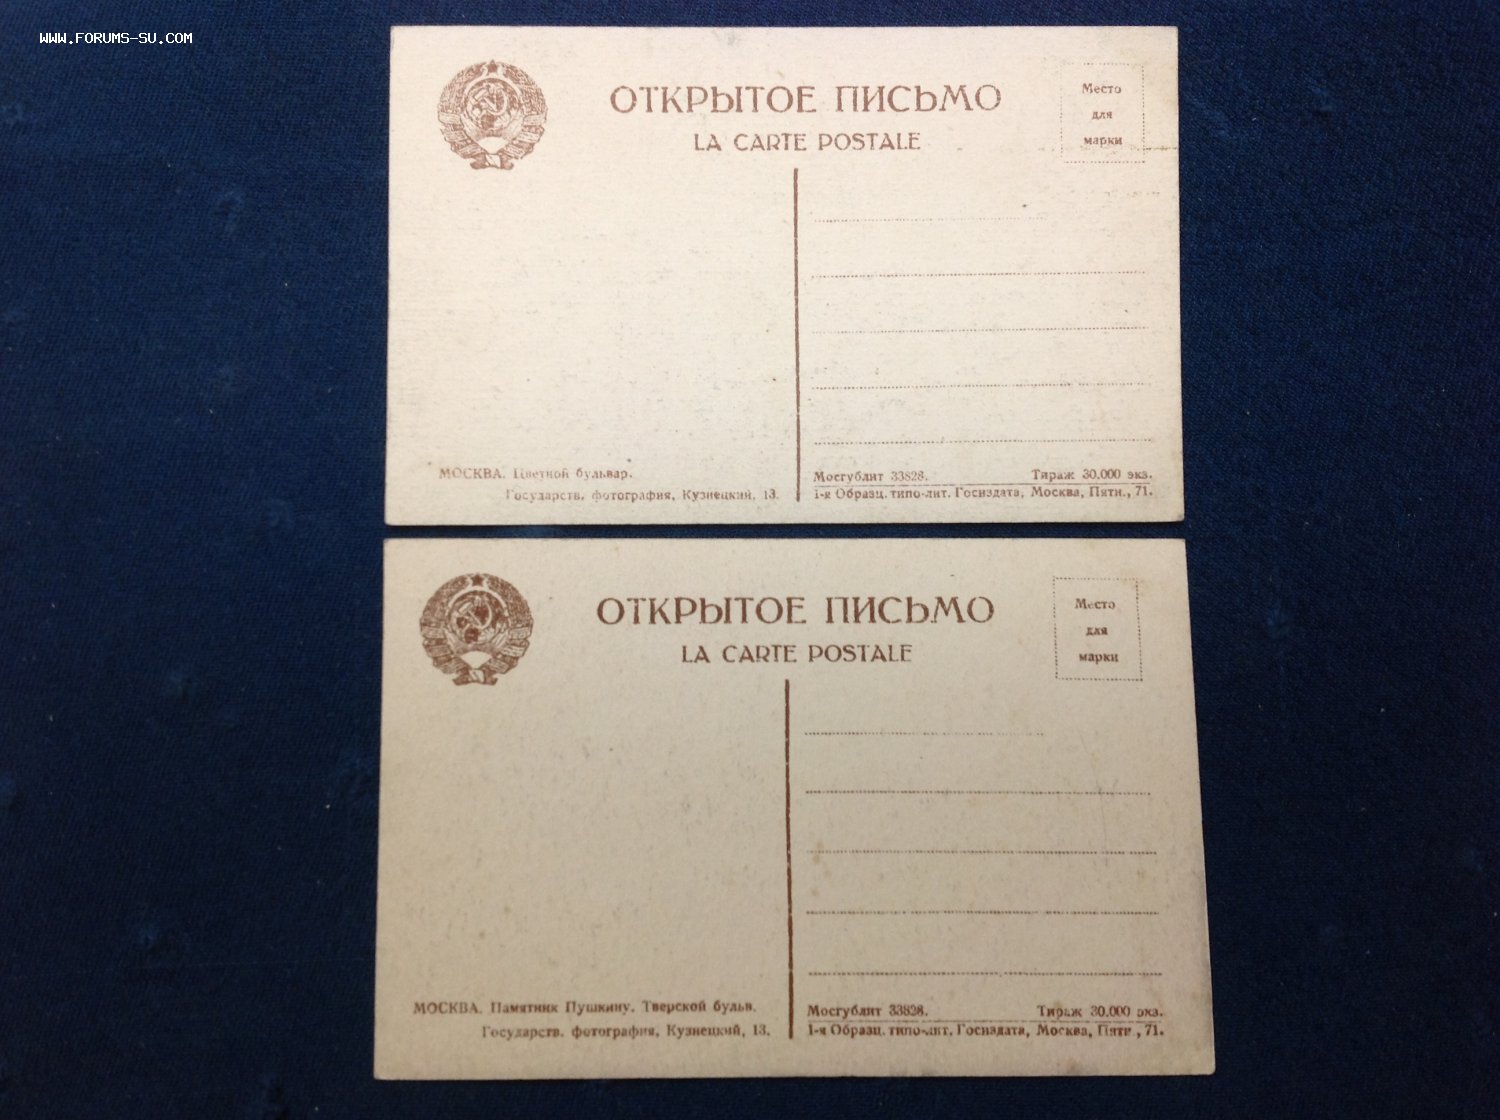 WWW.FORUMS-SU.COM
ОТКРЫТОЕ ПИСЬМО
LA CARTE POSTALE
Место
для
марки
МОСКВА. Цветной бульвар.
Государств. фотография, Кузнецкий, 13.
Мосгублит 33828. Тираж 30.000 экз.
1-я Образц. типо-лит. Госиздата, Москва, Пятн., 71.
ОТКРЫТОЕ ПИСЬМО
LA CARTE POSTALE
Место
для
марки
МОСКВА. Памятник Пушкину. Тверской бульв.
Государств. фотография, Кузнецкий, 13.
Мосгублит 33828. Тираж 30.000 экз.
1-я Образц. типо-лит. Госиздата, Москва, Пятн., 71.